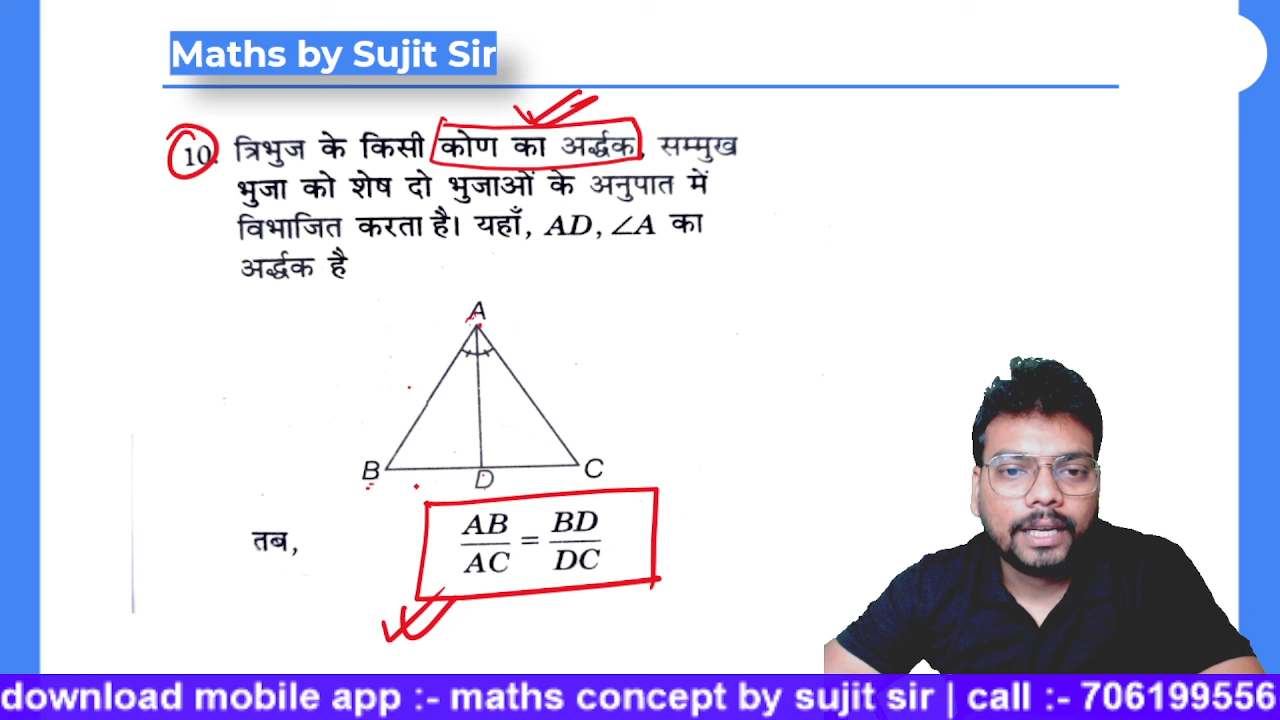 Maths by Sujit Sir
10. त्रिभुज के किसी कोण का अर्द्धक, सम्मुख
भुजा को शेष दो भुजाओं के अनुपात में
विभाजित करता है। यहाँ, AD, ∠A का
अर्द्धक है
A
B
D
C
तब,
AB/AC = BD/DC
download mobile app :- maths concept by sujit sir | call :- 706199556